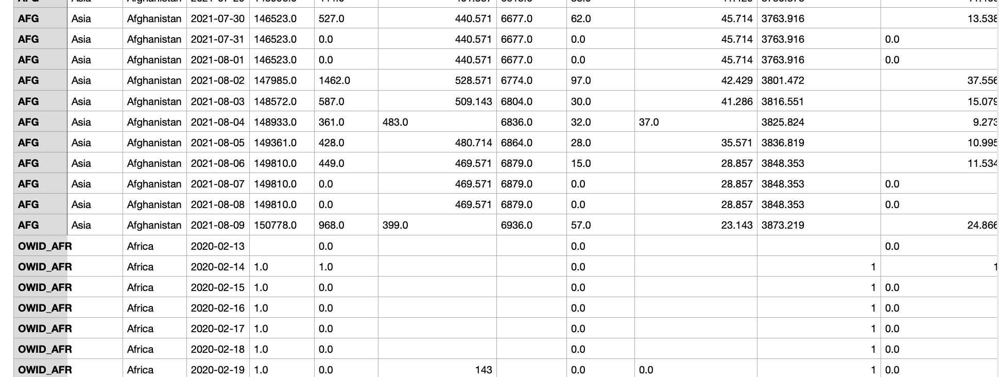 AFG Asia Afghanistan 2021-07-30 146523.0 527.0 440.571 6677.0 62.0 45.714 3763.916 13.538
AFG Asia Afghanistan 2021-07-31 146523.0 0.0 440.571 6677.0 0.0 45.714 3763.916 0.0
AFG Asia Afghanistan 2021-08-01 146523.0 0.0 440.571 6677.0 0.0 45.714 3763.916 0.0
AFG Asia Afghanistan 2021-08-02 147985.0 1462.0 528.571 6774.0 97.0 42.429 3801.472 37.556
AFG Asia Afghanistan 2021-08-03 148572.0 587.0 509.143 6804.0 30.0 41.286 3816.551 15.079
AFG Asia Afghanistan 2021-08-04 148933.0 361.0 483.0 6836.0 32.0 37.0 3825.824 9.273
AFG Asia Afghanistan 2021-08-05 149361.0 428.0 480.714 6864.0 28.0 35.571 3836.819 10.995
AFG Asia Afghanistan 2021-08-06 149810.0 449.0 469.571 6879.0 15.0 28.857 3848.353 11.534
AFG Asia Afghanistan 2021-08-07 149810.0 0.0 469.571 6879.0 0.0 28.857 3848.353 0.0
AFG Asia Afghanistan 2021-08-08 149810.0 0.0 469.571 6879.0 0.0 28.857 3848.353 0.0
AFG Asia Afghanistan 2021-08-09 150778.0 968.0 399.0 6936.0 57.0 23.143 3873.219 24.866
OWID_AFR Africa 2020-02-13 0.0 0.0 0.0
OWID_AFR Africa 2020-02-14 1.0 1.0 0.0 1 1
OWID_AFR Africa 2020-02-15 1.0 0.0 0.0 1 0.0
OWID_AFR Africa 2020-02-16 1.0 0.0 0.0 1 0.0
OWID_AFR Africa 2020-02-17 1.0 0.0 0.0 1 0.0
OWID_AFR Africa 2020-02-18 1.0 0.0 0.0 1 0.0
OWID_AFR Africa 2020-02-19 1.0 0.0 143 0.0 0.0 1 0.0